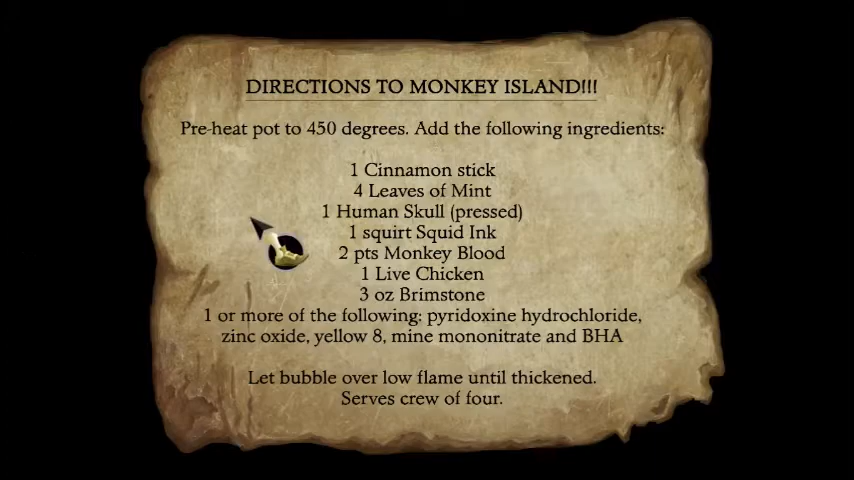 DIRECTIONS TO MONKEY ISLAND!!!
Pre-heat pot to 450 degrees. Add the following ingredients:
1 Cinnamon stick
4 Leaves of Mint
1 Human Skull (pressed)
1 squirt Squid Ink
2 pts Monkey Blood
1 Live Chicken
3 oz Brimstone
1 or more of the following: pyridoxine hydrochloride,
zinc oxide, yellow 8, mine mononitrate and BHA
Let bubble over low flame until thickened.
Serves crew of four.